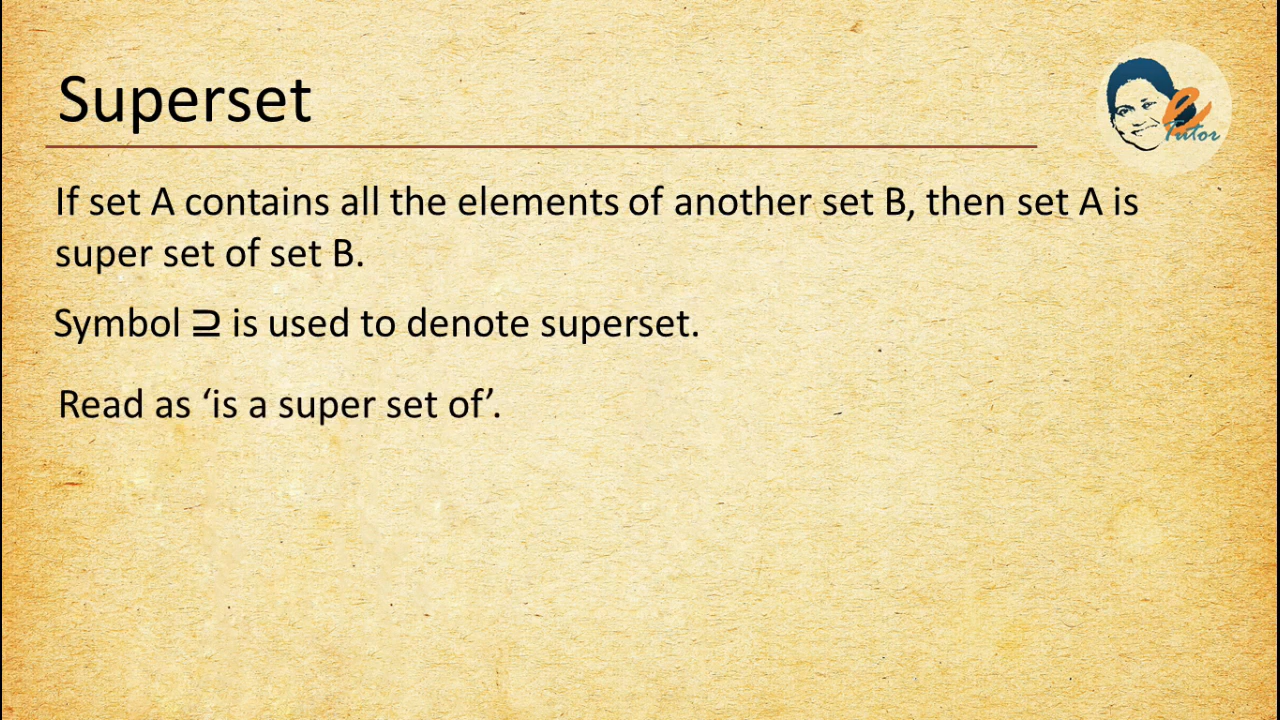 Superset
e
Tutor
If set A contains all the elements of another set B, then set A is
super set of set B.
Symbol ⊇ is used to denote superset.
Read as ‘is a super set of’.